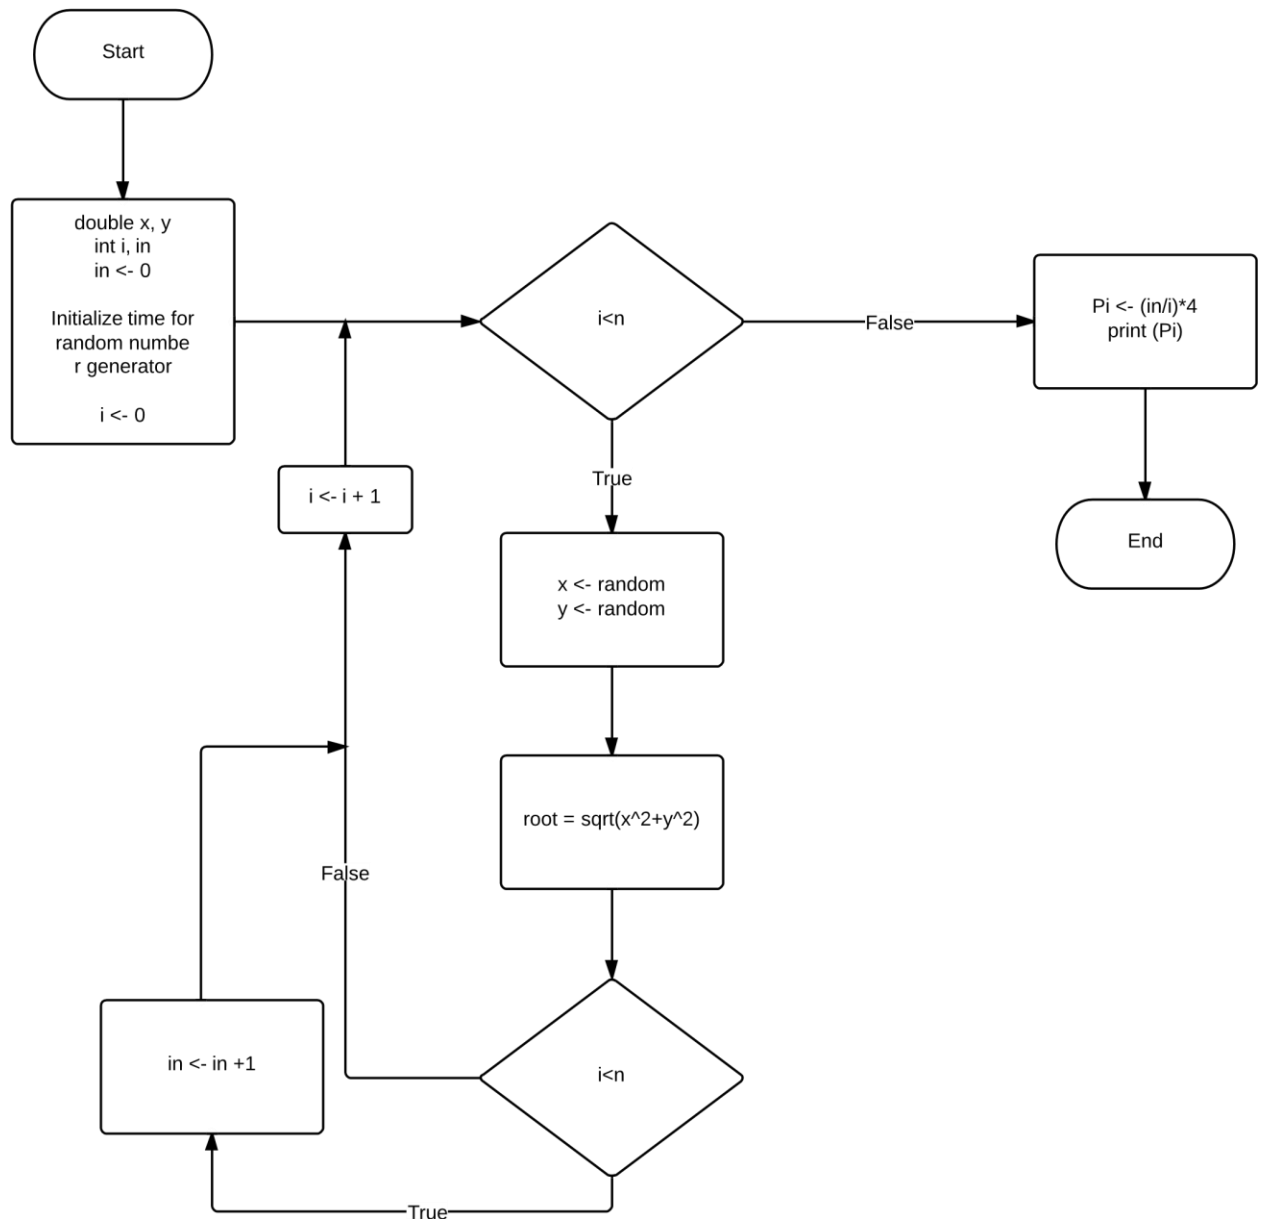 Start
double x, y
int i, in
in <- 0
Initialize time for
random numbe
r generator
i <- 0
i<n
False
Pi <- (in/i)*4
print (Pi)
End
i <- i + 1
True
x <- random
y <- random
root = sqrt(x^2+y^2)
False
i<n
in <- in +1
True